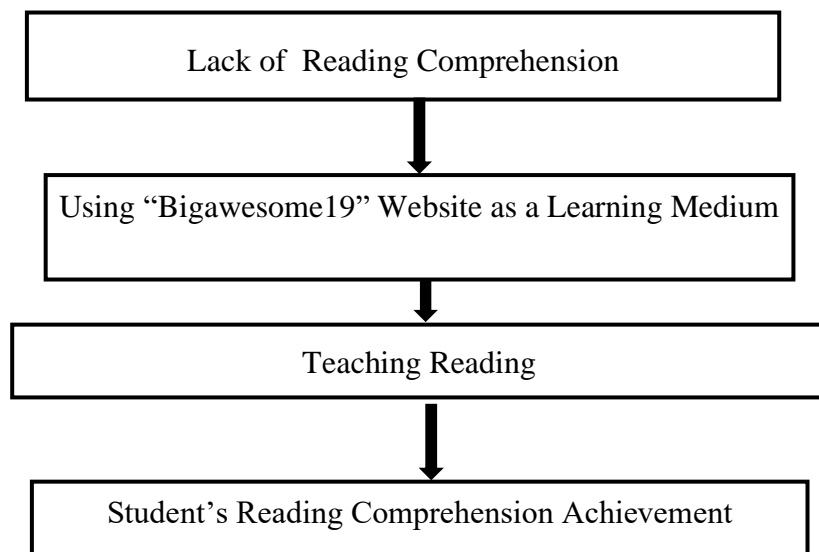 Lack of  Reading Comprehension
Using “Bigawesome19” Website as a Learning Medium
Teaching Reading
Student’s Reading Comprehension Achievement